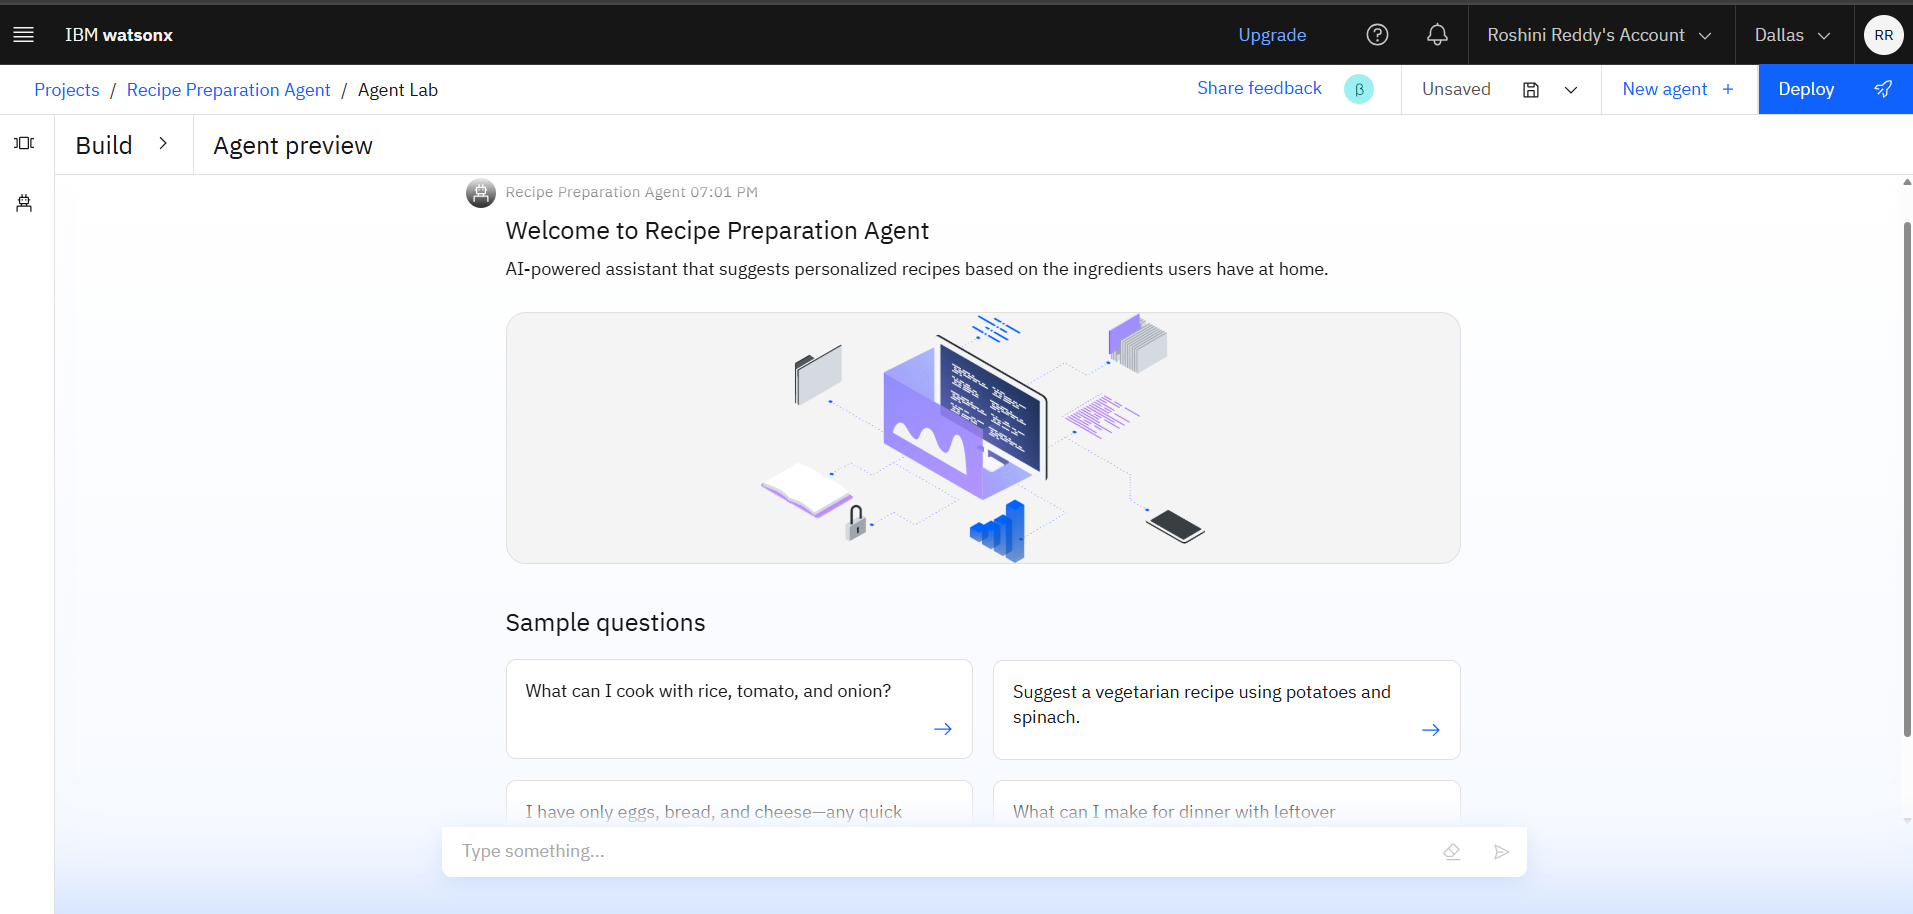 IBM watsonx
Upgrade
Roshini Reddy's Account
Dallas
RR
Projects / Recipe Preparation Agent / Agent Lab
Share feedback
β
Unsaved
New agent +
Deploy
Build
Agent preview
Recipe Preparation Agent 07:01 PM
Welcome to Recipe Preparation Agent
AI-powered assistant that suggests personalized recipes based on the ingredients users have at home.
Sample questions
What can I cook with rice, tomato, and onion?
Suggest a vegetarian recipe using potatoes and
spinach.
I have only eggs, bread, and cheese—any quick
What can I make for dinner with leftover
Type something...